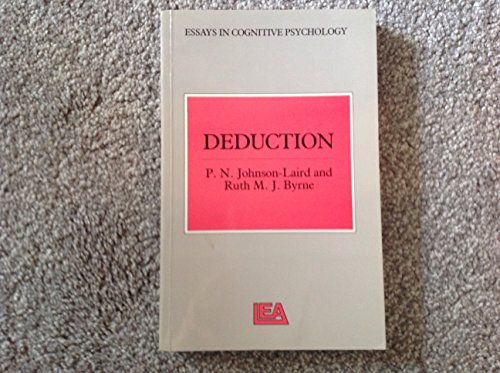 ESSAYS IN COGNITIVE PSYCHOLOGY
DEDUCTION
P. N. Johnson-Laird and
Ruth M. J. Byrne
LEA